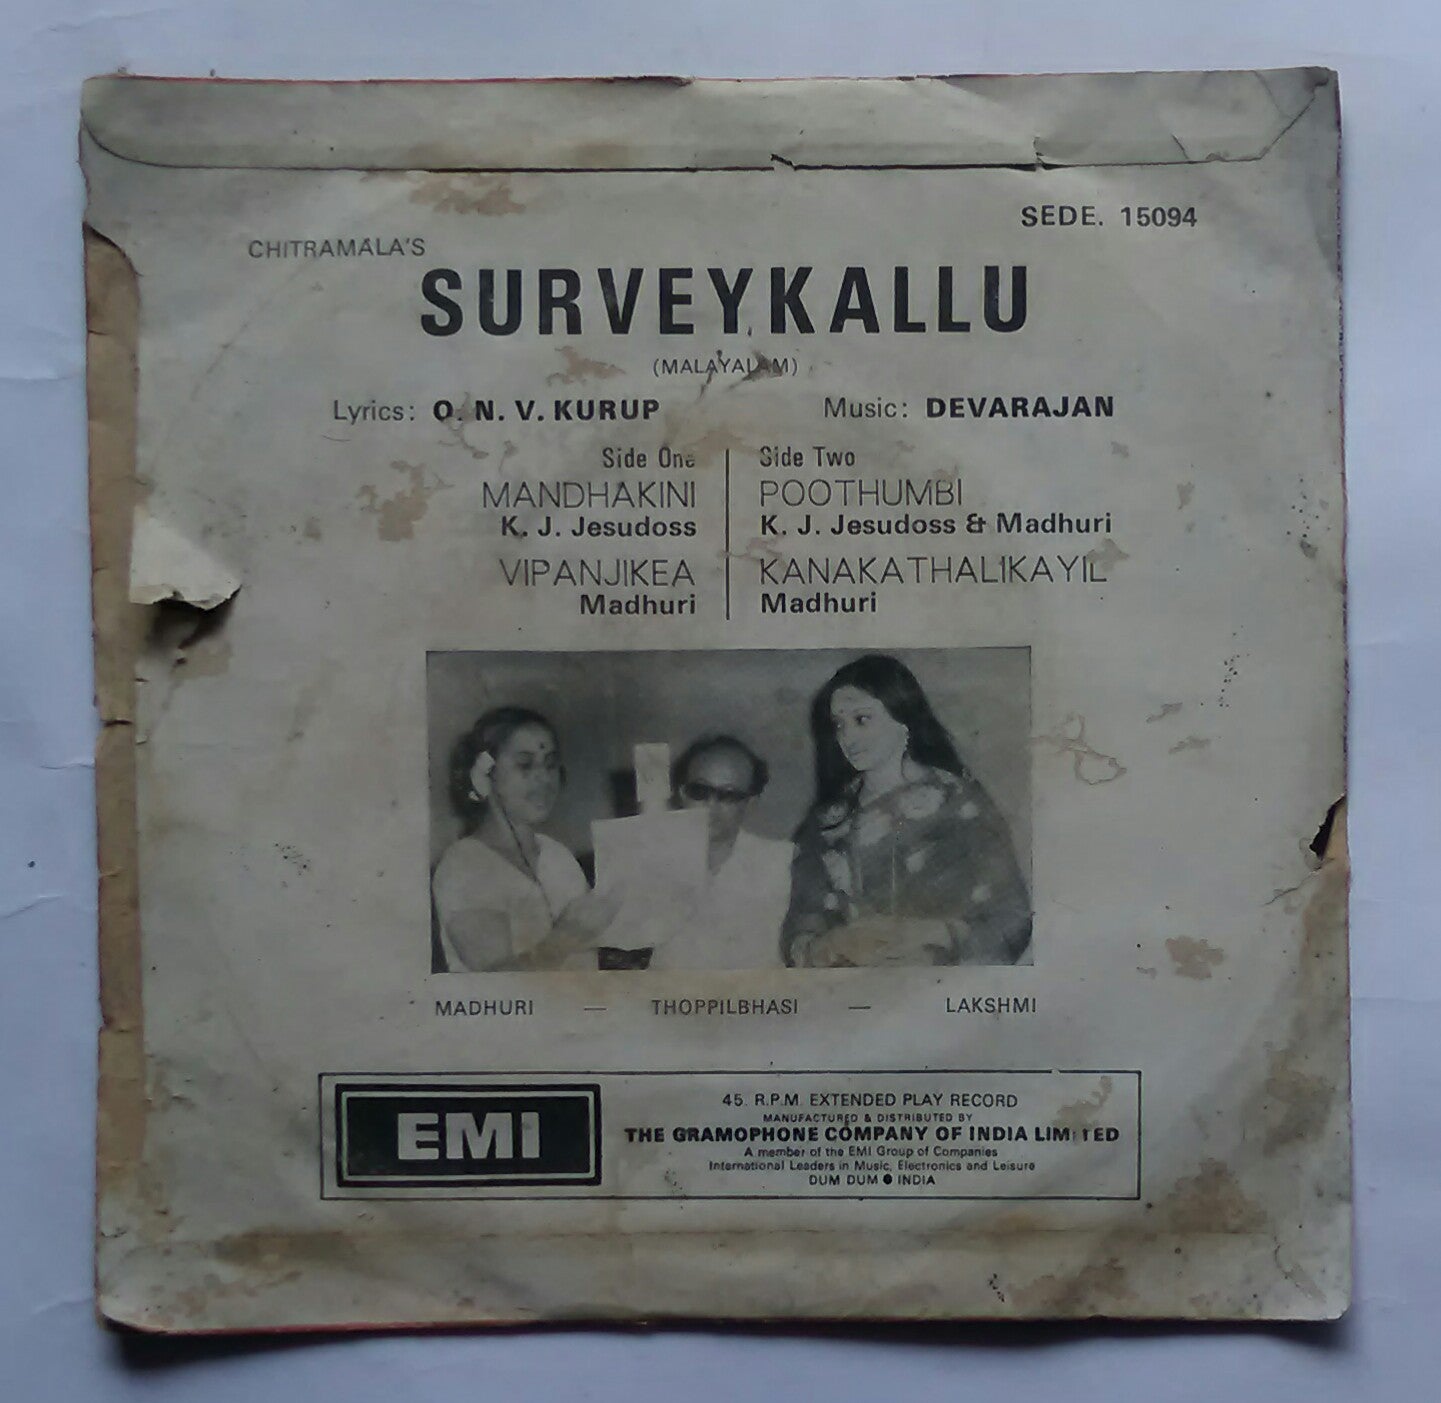 SEDE. 15094
CHITRAMALA'S
SURVEYKALLU
(MALAYALAM)
Lyrics: O. N. V. KURUP Music: DEVARAJAN
Side One
MANDHAKINI
K. J. Jesudoss
VIPANJIKEA
Madhuri
Side Two
POOTHUMBI
K. J. Jesudoss & Madhuri
KANAKATHALIKAYIL
Madhuri
MADHURI — THOPPILBHASI — LAKSHMI
EMI
45. R.P.M. EXTENDED PLAY RECORD
MANUFACTURED & DISTRIBUTED BY
THE GRAMOPHONE COMPANY OF INDIA LIMITED
A member of the EMI Group of Companies
International Leaders in Music, Electronics and Leisure
DUM DUM ● INDIA